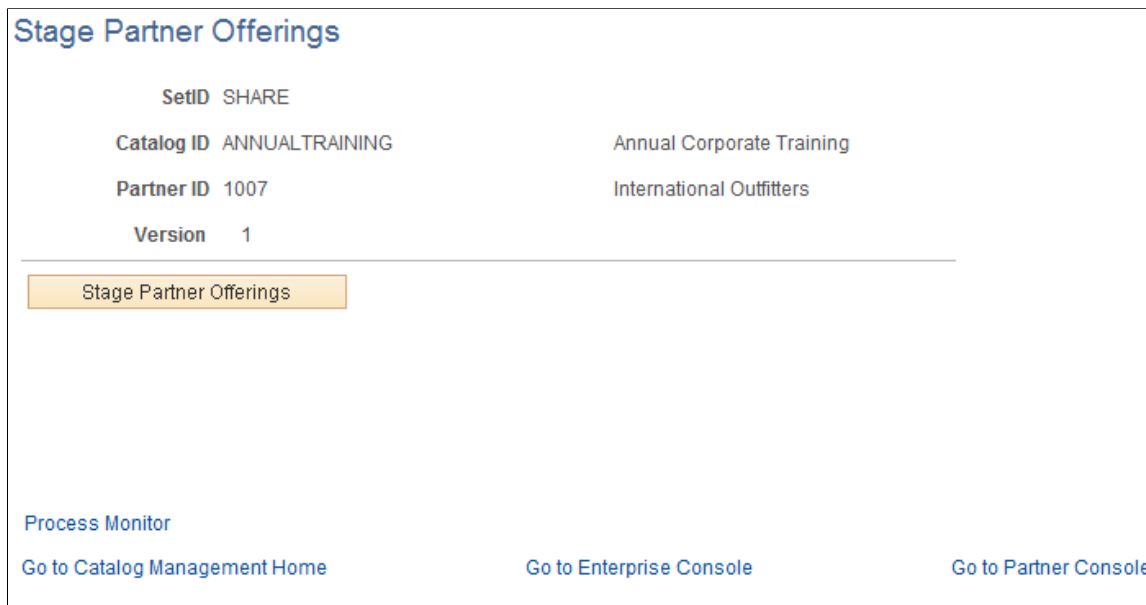 Stage Partner Offerings
SetID SHARE
Catalog ID ANNUALTRAINING Annual Corporate Training
Partner ID 1007 International Outfitters
Version 1
Stage Partner Offerings
Process Monitor
Go to Catalog Management Home Go to Enterprise Console Go to Partner Console